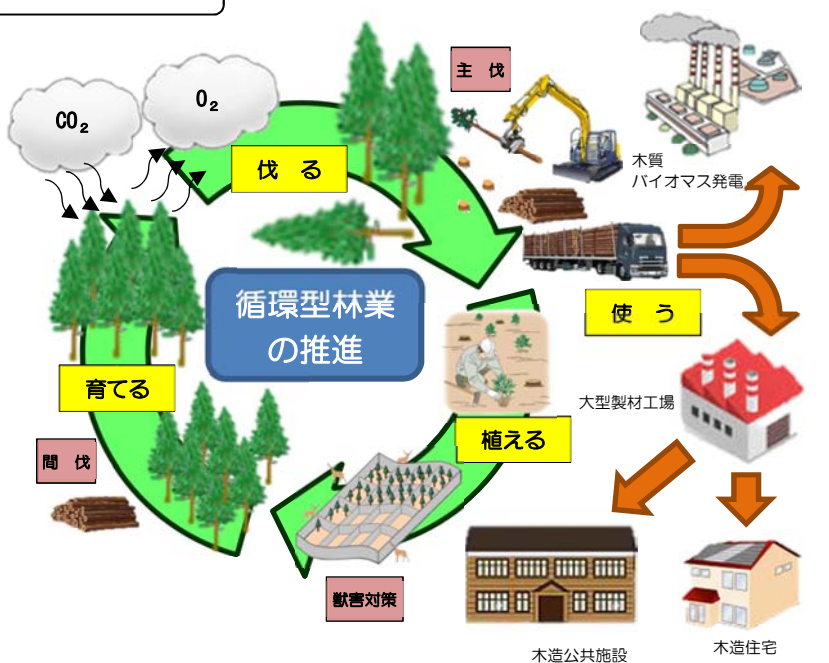 CO₂
O₂
主 伐
伐 る
木質
バイオマス発電
循環型林業
の推進
使 う
育てる
大型製材工場
植える
間 伐
獣害対策
木造公共施設
木造住宅